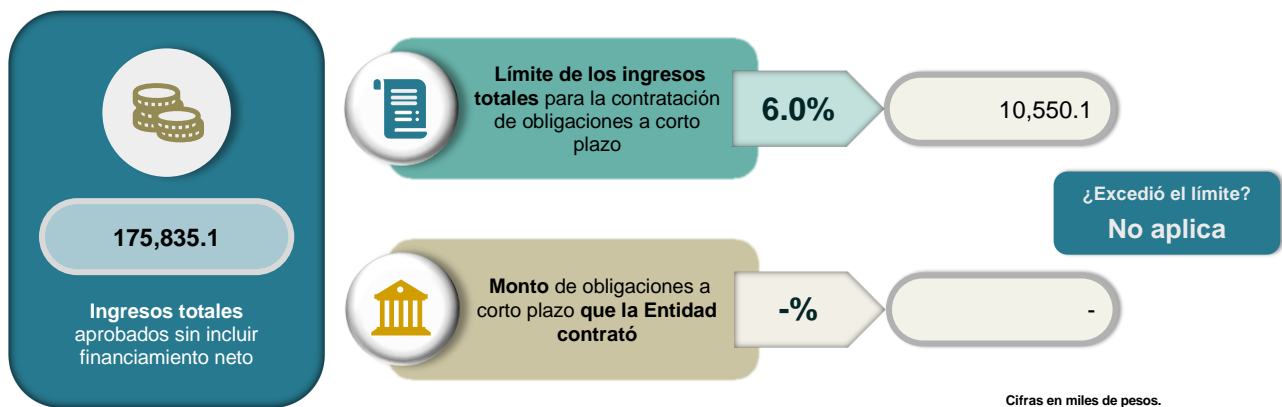 175,835.1
Ingresos totales
aprobados sin incluir
financiamiento neto
Límite de los ingresos
totales para la contratación
de obligaciones a corto
plazo
6.0%
10,550.1
¿Excedió el límite?
No aplica
Monto de obligaciones a
corto plazo que la Entidad
contrató
-%
-
Cifras en miles de pesos.